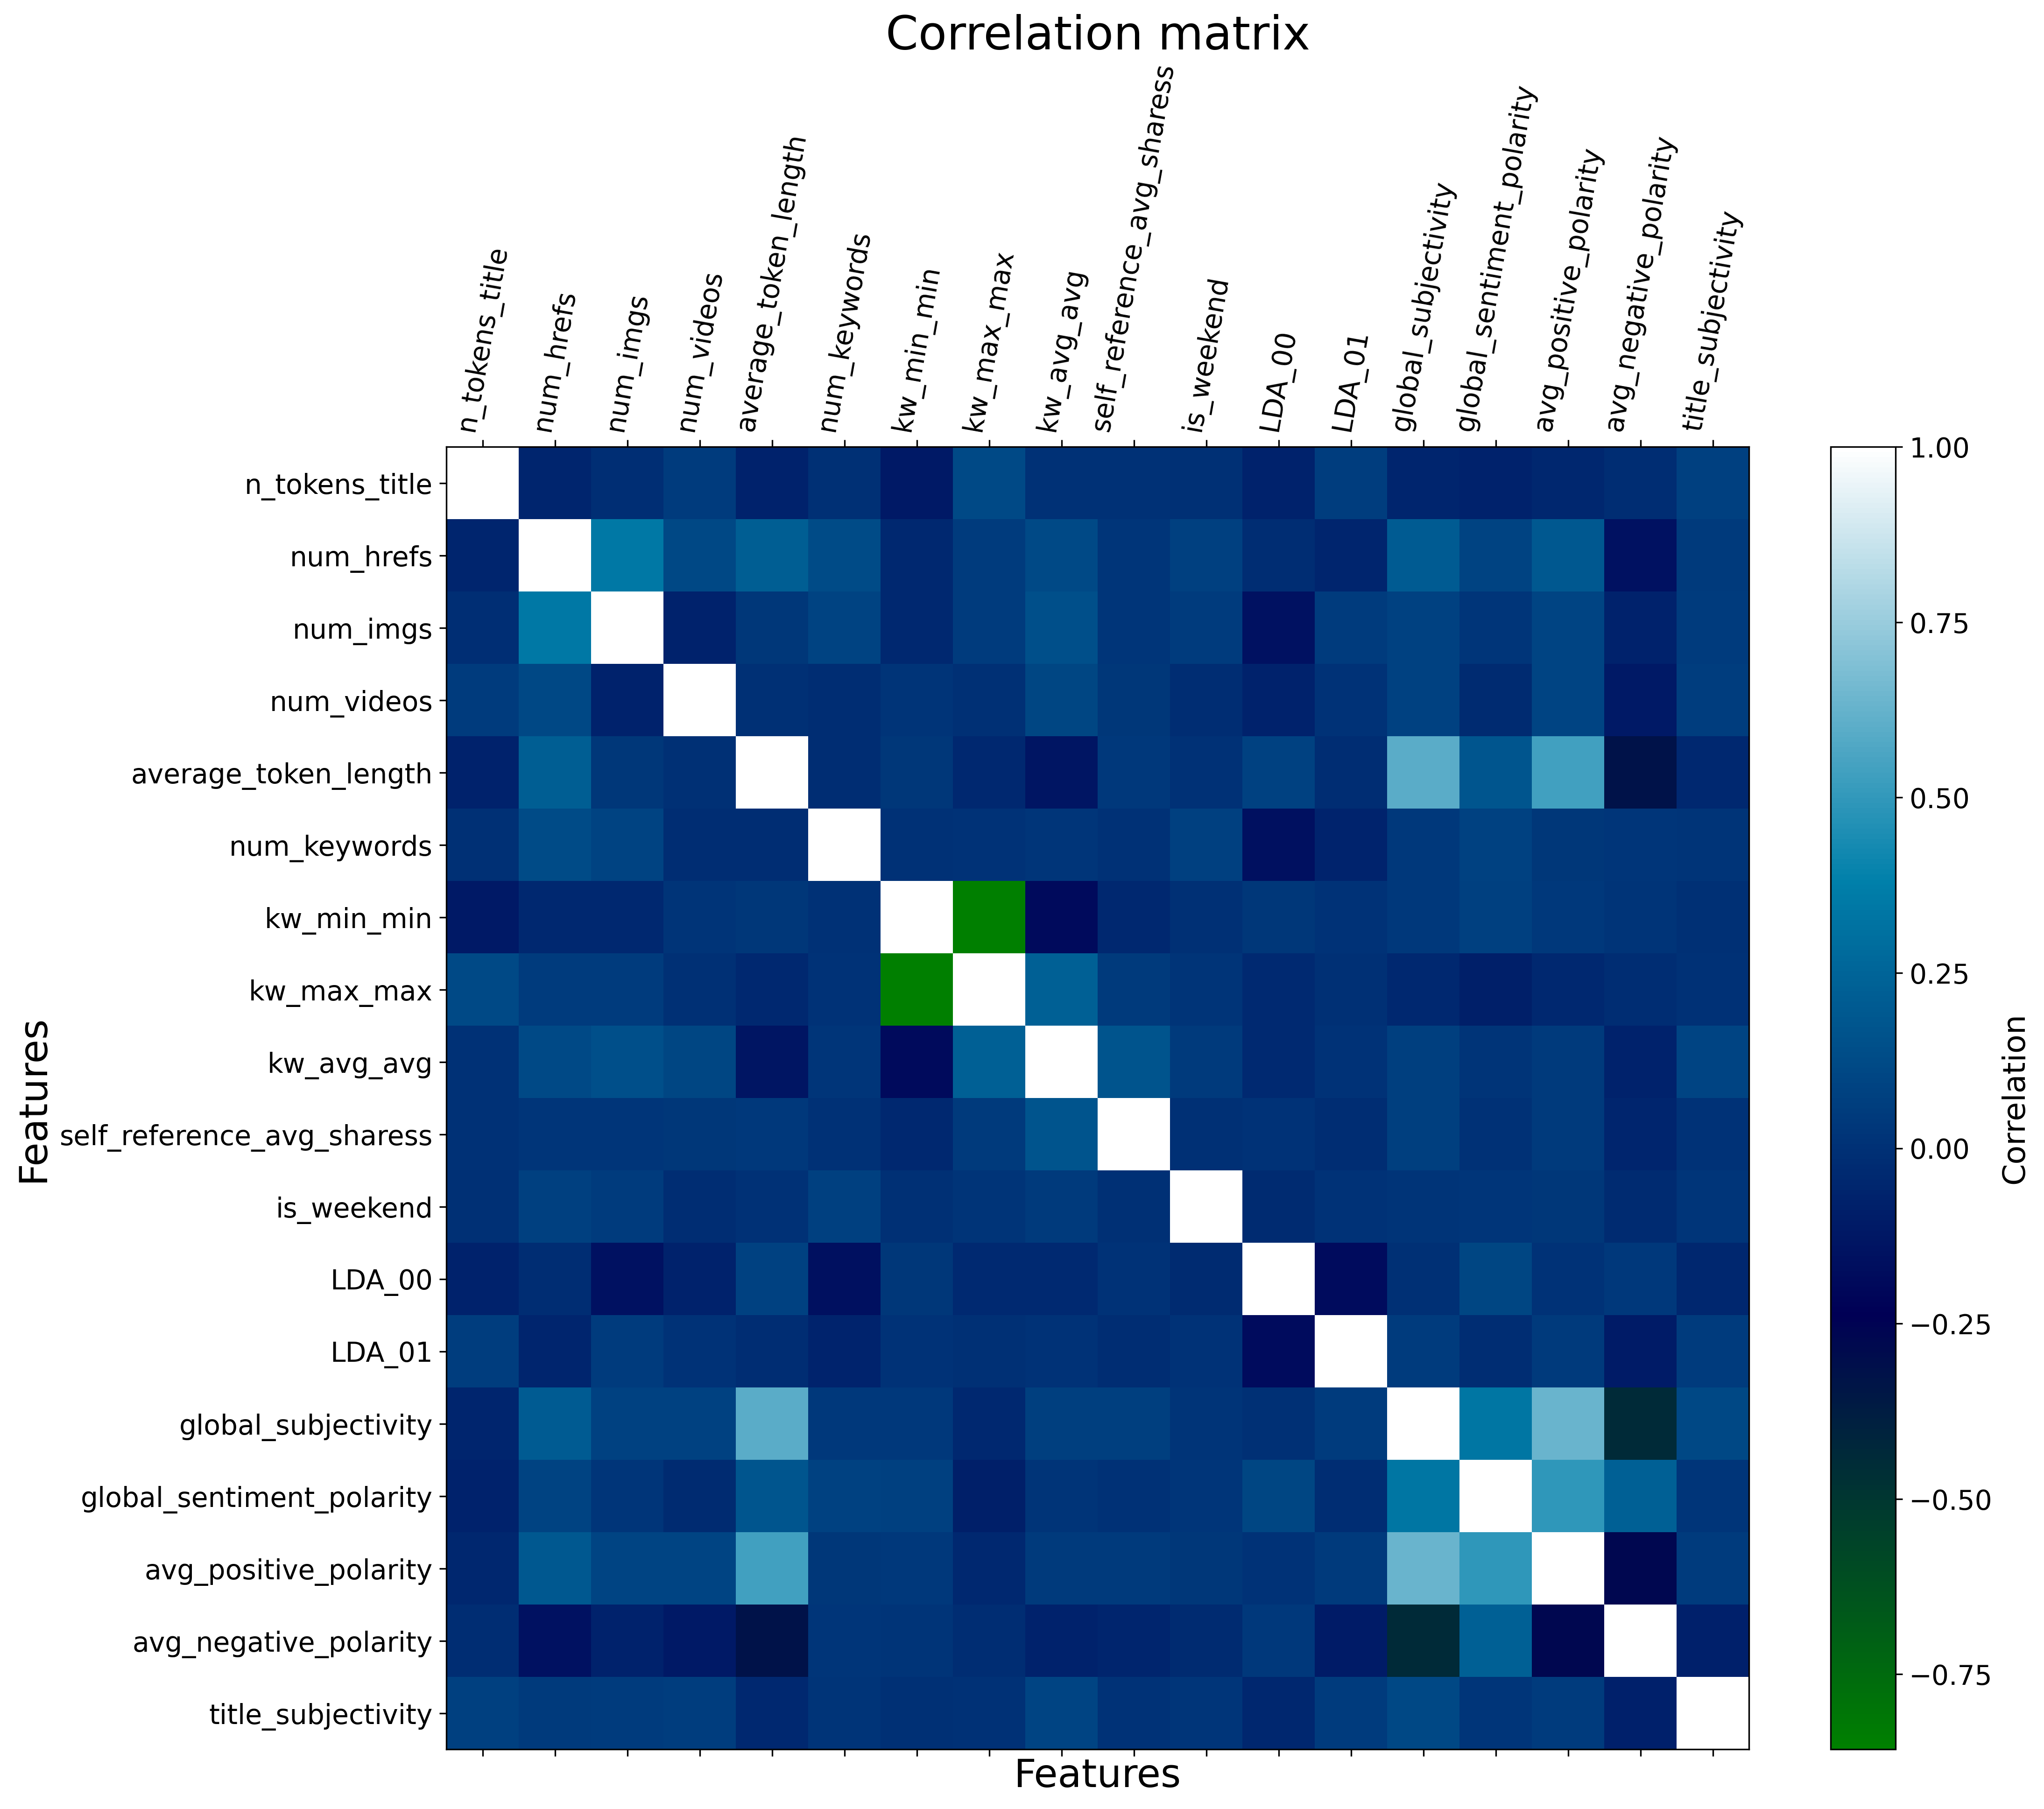 Correlation matrix
n_tokens_title
num_hrefs
num_imgs
num_videos
average_token_length
num_keywords
kw_min_min
kw_max_max
kw_avg_avg
self_reference_avg_sharess
is_weekend
LDA_00
LDA_01
global_subjectivity
global_sentiment_polarity
avg_positive_polarity
avg_negative_polarity
title_subjectivity
Features
n_tokens_title
num_hrefs
num_imgs
num_videos
average_token_length
num_keywords
kw_min_min
kw_max_max
kw_avg_avg
self_reference_avg_sharess
is_weekend
LDA_00
LDA_01
global_subjectivity
global_sentiment_polarity
avg_positive_polarity
avg_negative_polarity
title_subjectivity
Features
1.00
0.75
0.50
0.25
0.00
−0.25
−0.50
−0.75
Correlation